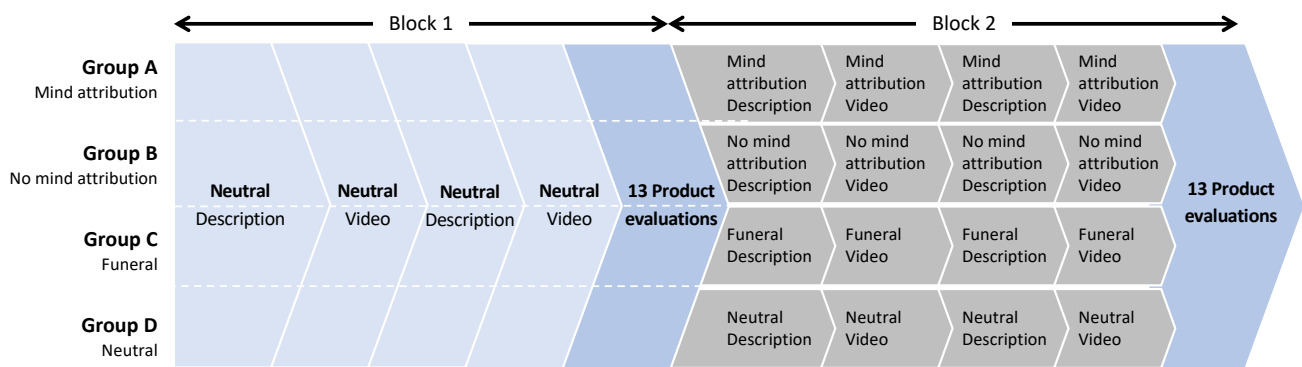 Block 1
Block 2
Group A
Mind attribution
Group B
No mind attribution
Group C
Funeral
Group D
Neutral
Neutral
Description
Neutral
Video
Neutral
Description
Neutral
Video
13 Product
evaluations
Mind
attribution
Description
Mind
attribution
Video
Mind
attribution
Description
Mind
attribution
Video
No mind
attribution
Description
No mind
attribution
Video
No mind
attribution
Description
No mind
attribution
Video
Funeral
Description
Funeral
Video
Funeral
Description
Funeral
Video
Neutral
Description
Neutral
Video
Neutral
Description
Neutral
Video
13 Product
evaluations